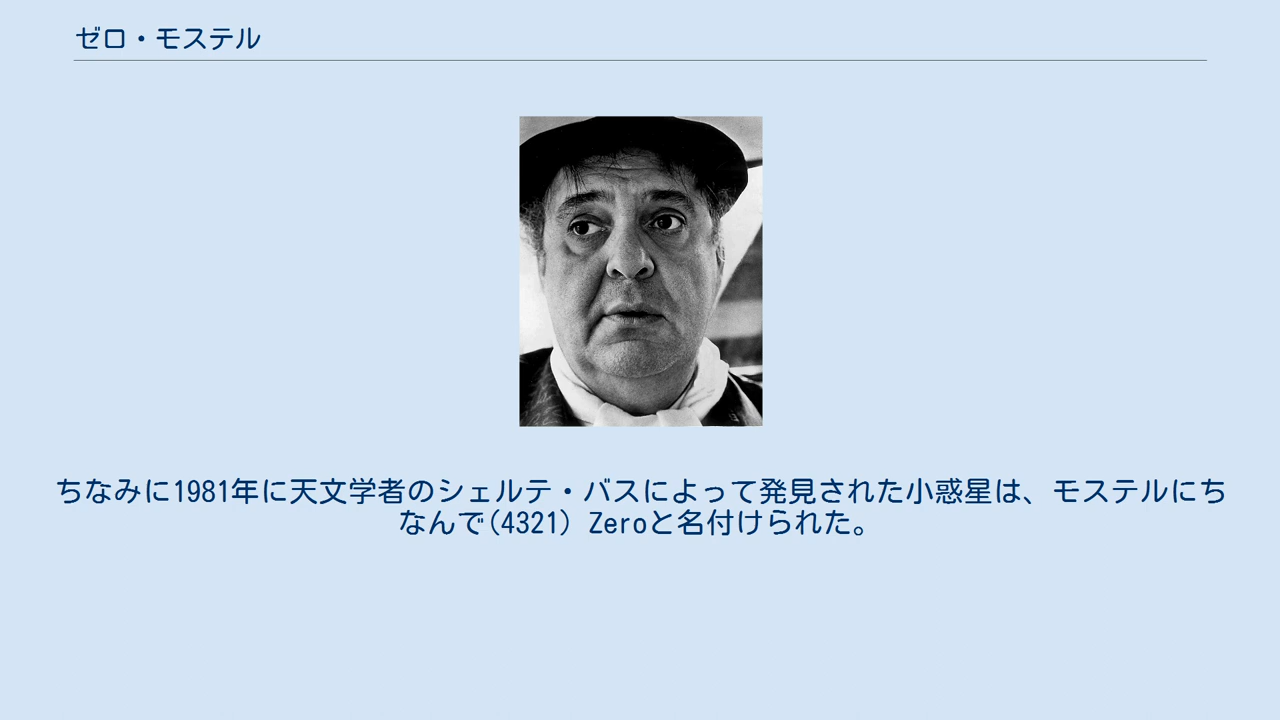 ゼロ・モステル
ちなみに1981年に天文学者のシェルテ・バスによって発見された小惑星は、モステルにち
なんで(4321) Zeroと名付けられた。